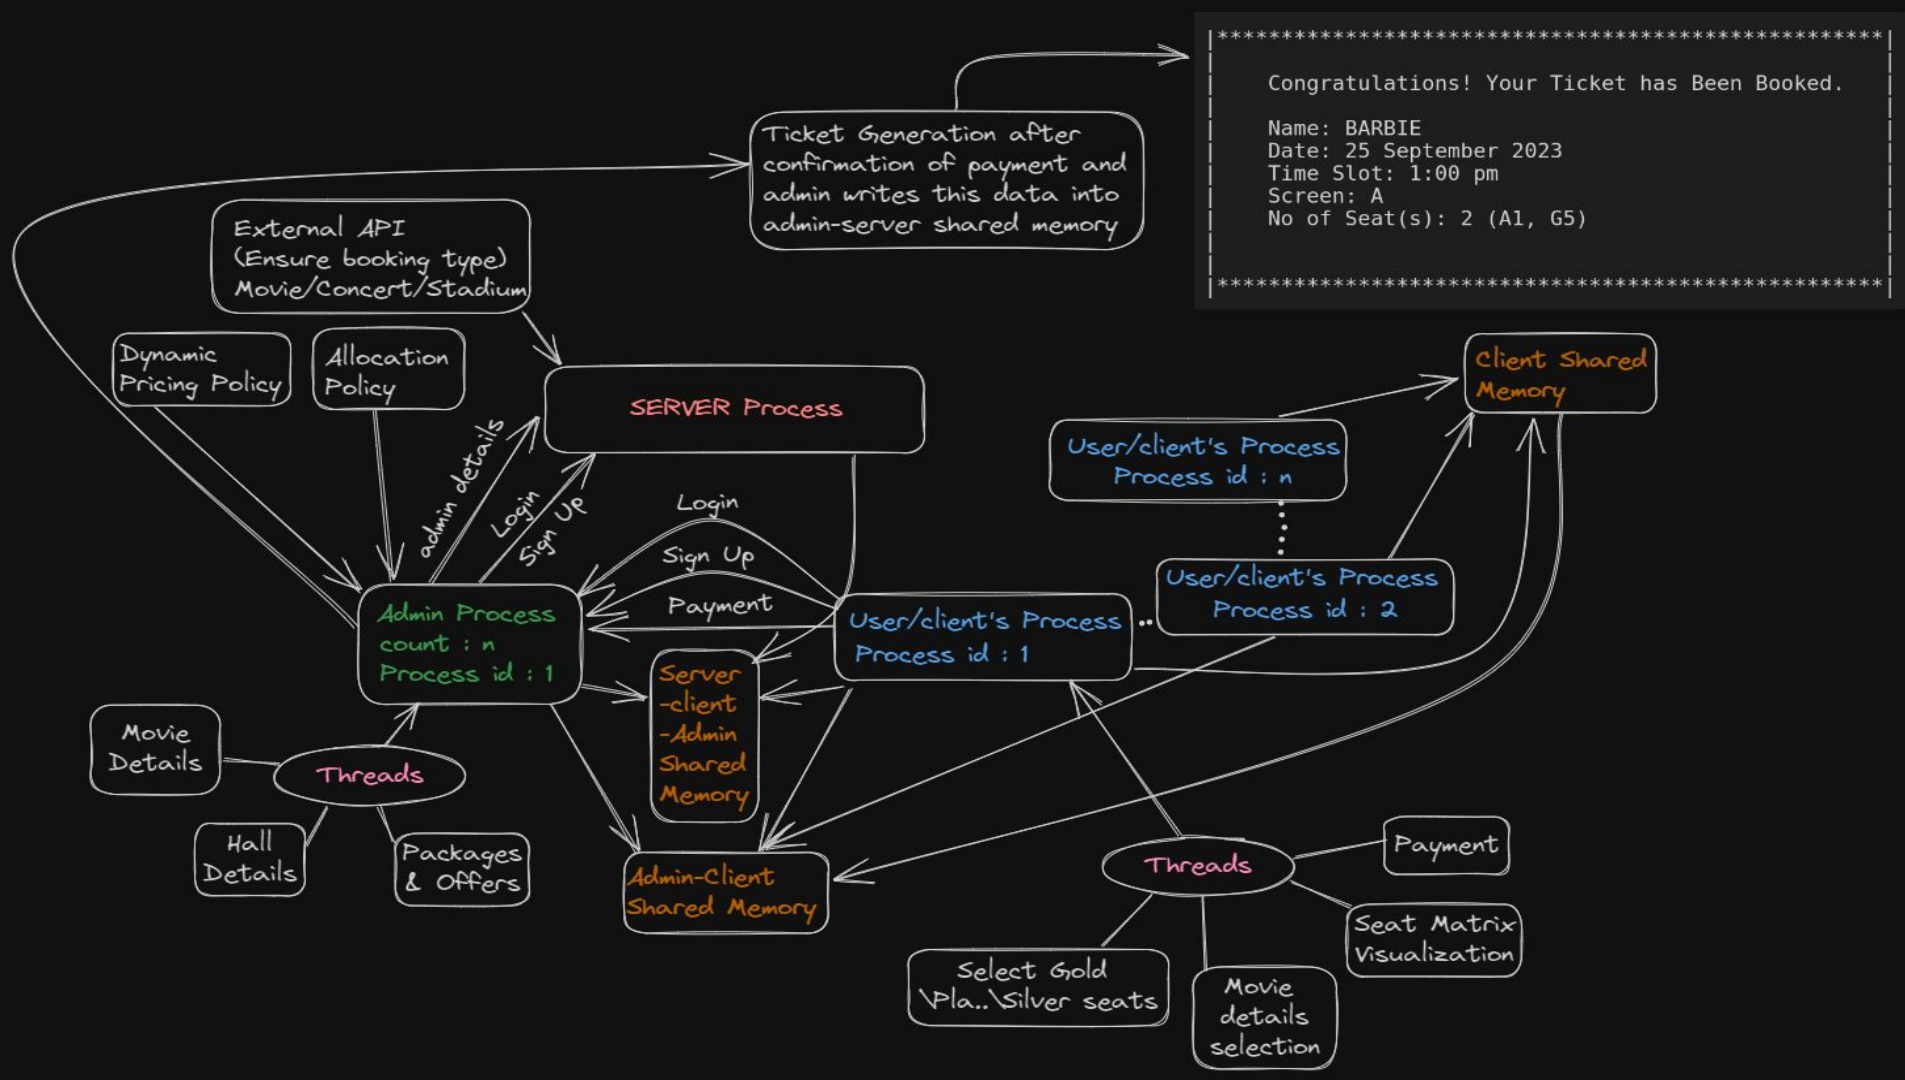 |****************************************************|
Congratulations! Your Ticket has Been Booked.
Name: BARBIE
Date: 25 September 2023
Time Slot: 1:00 pm
Screen: A
No of Seat(s): 2 (A1, G5)
|****************************************************|
Ticket Generation after
confirmation of payment and
admin writes this data into
admin-server shared memory
External API
(Ensure booking type)
Movie/Concert/Stadium
Dynamic
Pricing Policy
Allocation
Policy
SERVER Process
Client Shared
Memory
admin details
Login
Sign Up
Login
Sign Up
Payment
User/client's Process
Process id : n
User/client's Process
Process id : 2
User/client's Process
Process id : 1
Admin Process
count : n
Process id : 1
Server
-client
-Admin
Shared
Memory
Movie
Details
Threads
Hall
Details
Packages
& Offers
Admin-Client
Shared Memory
Threads
Payment
Seat Matrix
Visualization
Select Gold
\Pla..\Silver seats
Movie
details
selection